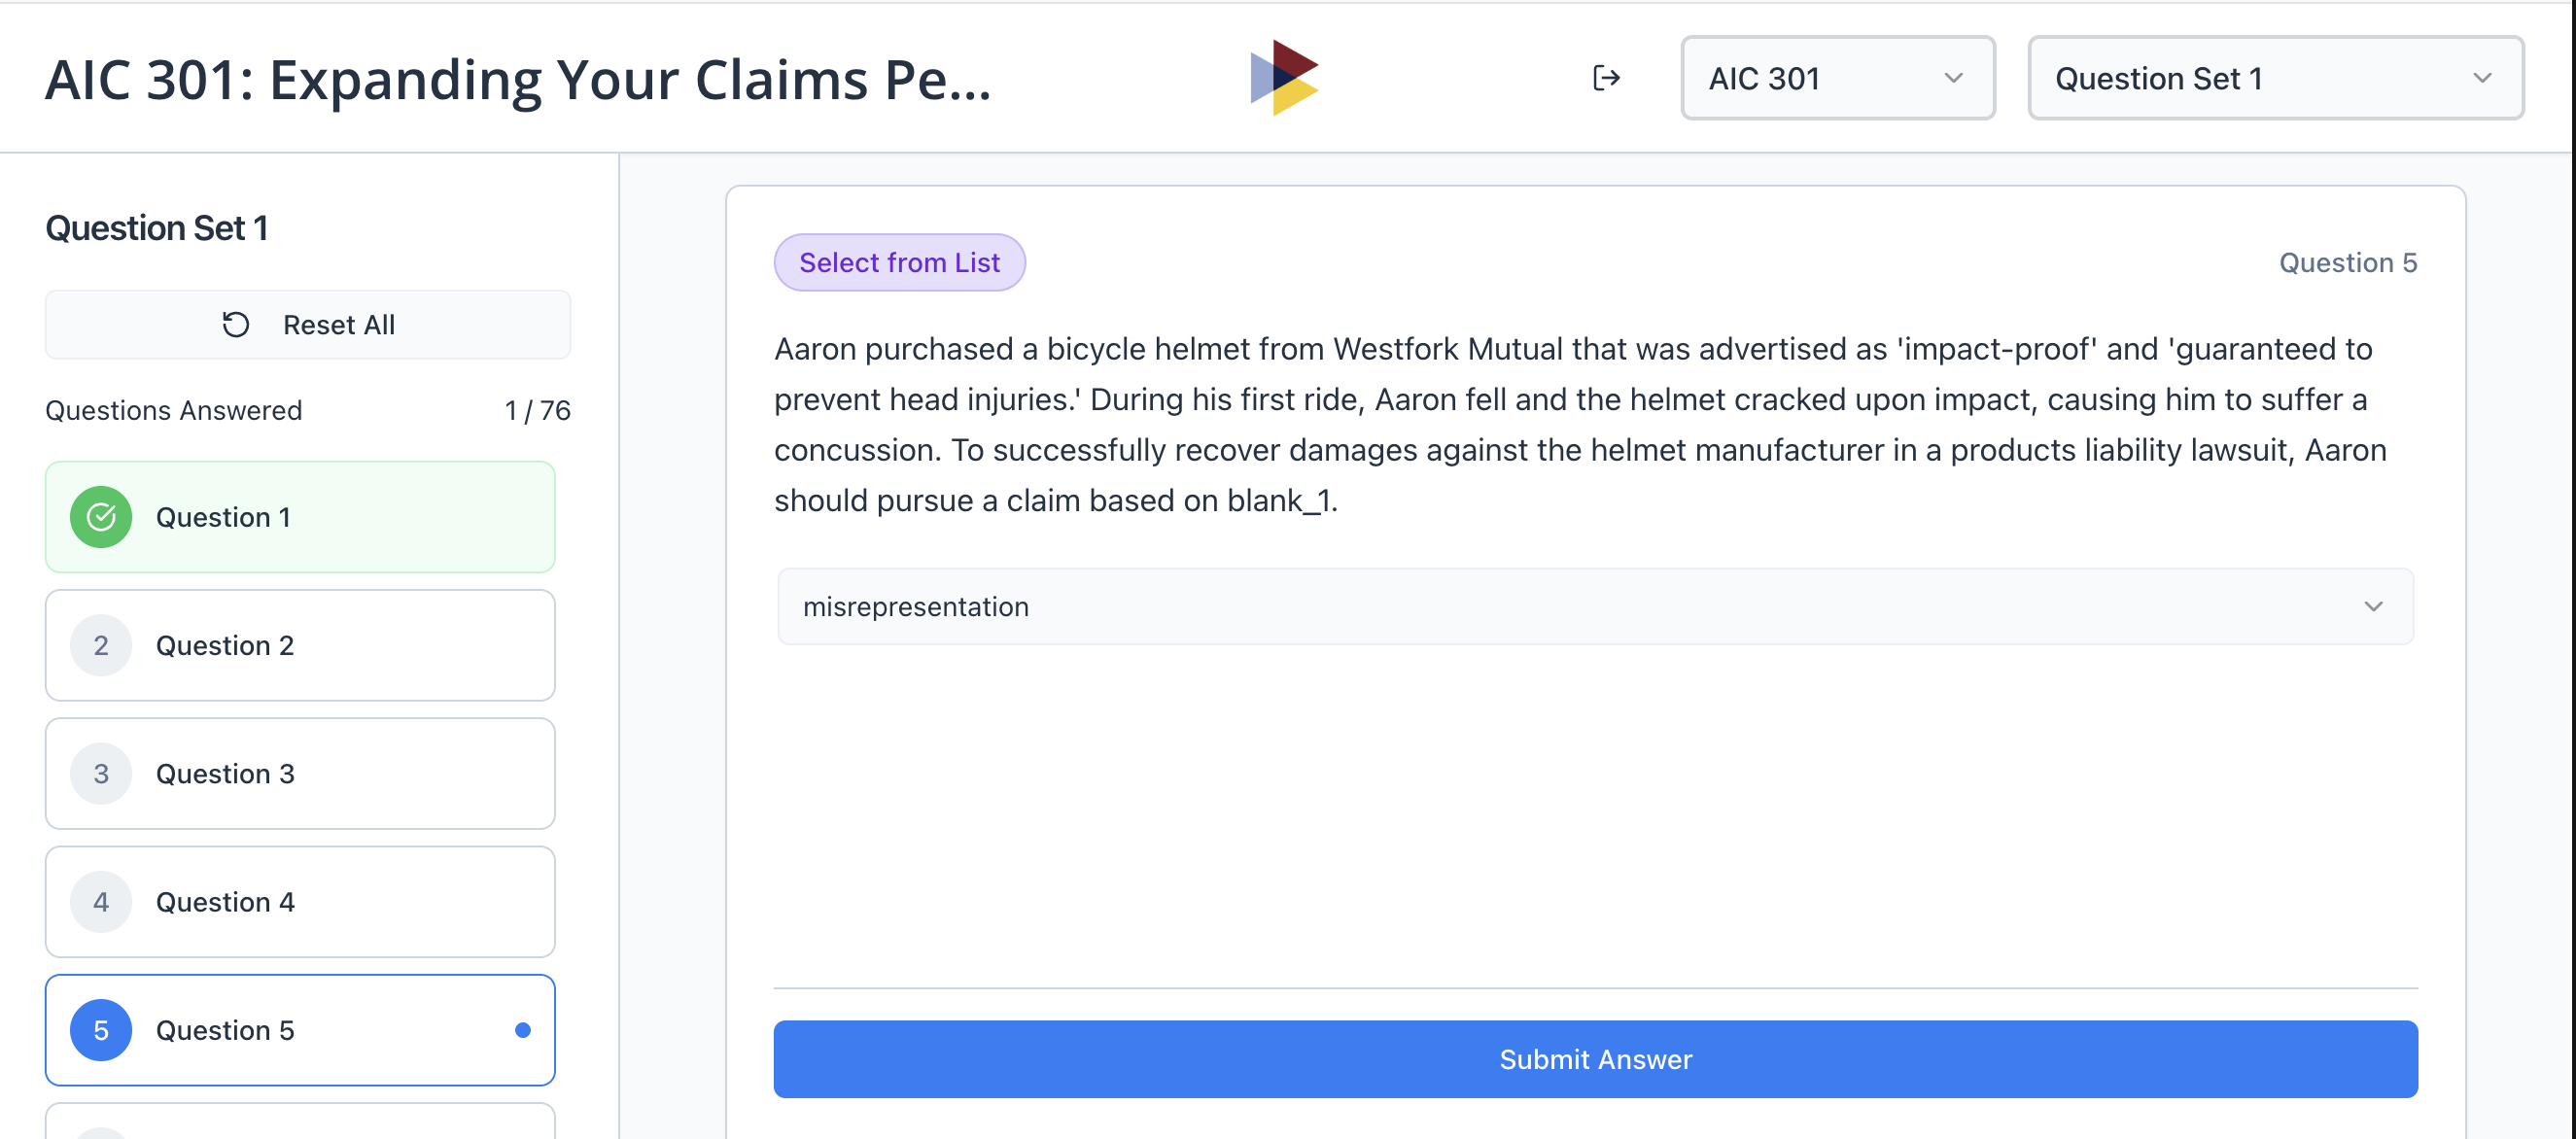 AIC 301: Expanding Your Claims Pe...
AIC 301
Question Set 1
Question Set 1
Reset All
Questions Answered 1 / 76
Question 1
2 Question 2
3 Question 3
4 Question 4
5 Question 5
Select from List
Question 5
Aaron purchased a bicycle helmet from Westfork Mutual that was advertised as 'impact-proof' and 'guaranteed to
prevent head injuries.' During his first ride, Aaron fell and the helmet cracked upon impact, causing him to suffer a
concussion. To successfully recover damages against the helmet manufacturer in a products liability lawsuit, Aaron
should pursue a claim based on blank_1.
misrepresentation
Submit Answer